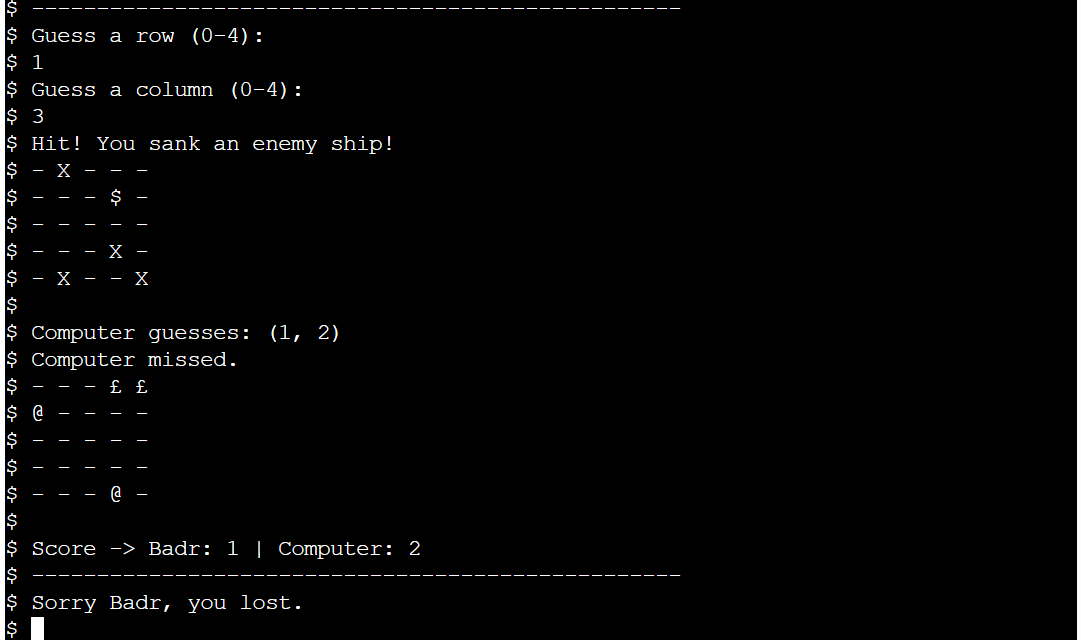 $ --------------------------------------------------
$ Guess a row (0-4):
$ 1
$ Guess a column (0-4):
$ 3
$ Hit! You sank an enemy ship!
$ - X - - -
$ - - - $ -
$ - - - - -
$ - - - X -
$ - X - - X
$
$ Computer guesses: (1, 2)
$ Computer missed.
$ - - - £ £
$ @ - - - -
$ - - - - -
$ - - - - -
$ - - - @ -
$
$ Score -> Badr: 1 | Computer: 2
$ --------------------------------------------------
$ Sorry Badr, you lost.
$